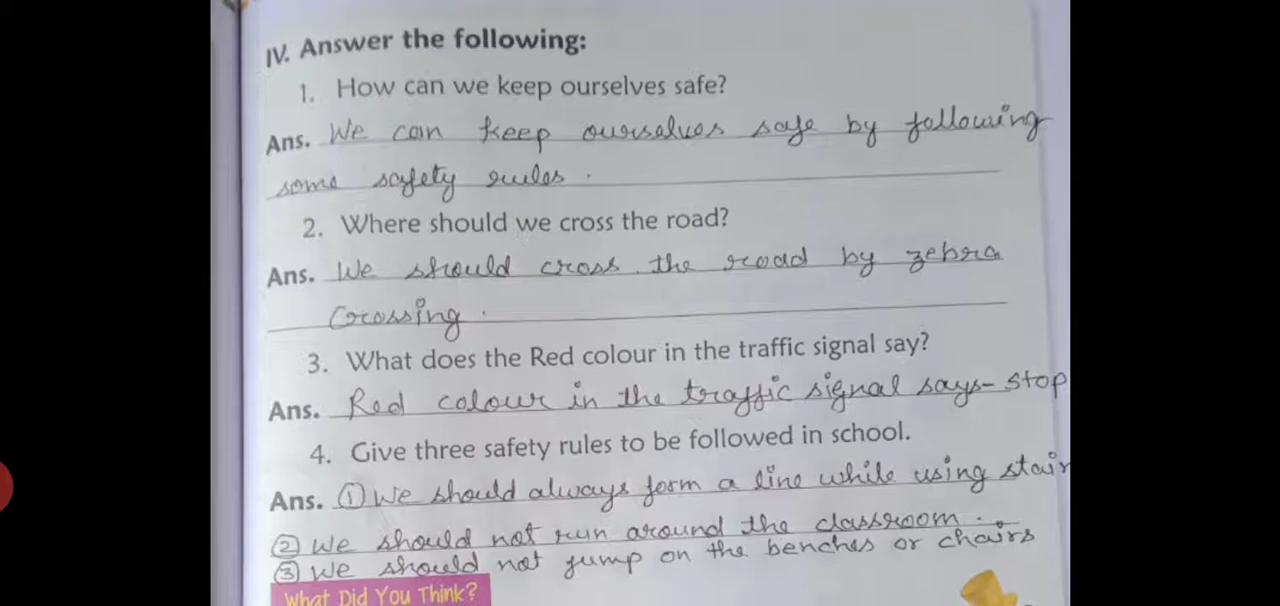 IV. Answer the following:
1. How can we keep ourselves safe?
Ans. We can keep ourselves safe by following
some safety rules.
2. Where should we cross the road?
Ans. We should cross the road by zebra
Crossing.
3. What does the Red colour in the traffic signal say?
Ans. Red colour in the traffic signal says- stop
4. Give three safety rules to be followed in school.
Ans. ① We should always form a line while using stair
② We should not run around the classroom.
③ We should not jump on the benches or chairs
What Did You Think?